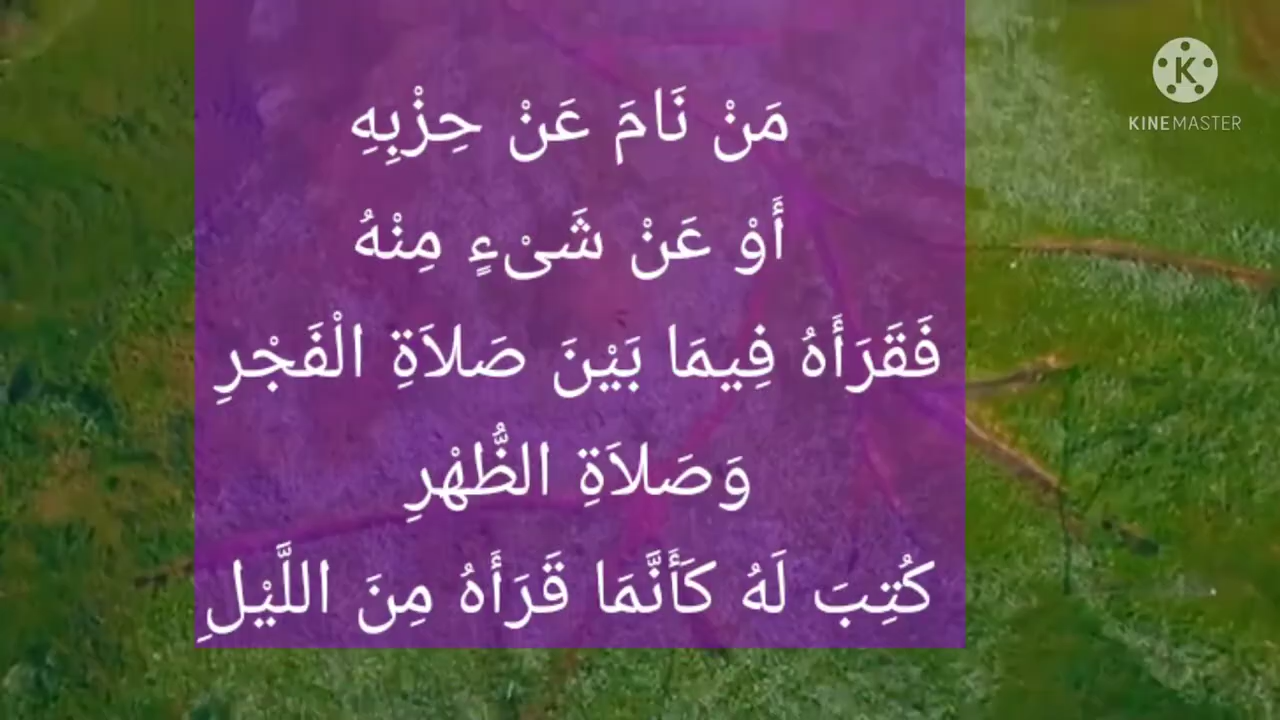 مَنْ نَامَ عَنْ حِزْبِهِ
أَوْ عَنْ شَىْءٍ مِنْهُ
فَقَرَأَهُ فِيمَا بَيْنَ صَلاَةِ الْفَجْرِ
وَصَلاَةِ الظُّهْرِ
كُتِبَ لَهُ كَأَنَّمَا قَرَأَهُ مِنَ اللَّيْلِ
K
KINEMASTER